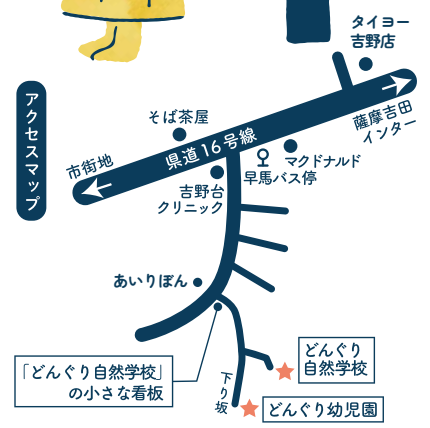 タイヨー
吉野店
アクセスマップ
そば茶屋
県道16号線
薩摩吉田
インター
市街地
マクドナルド
早馬バス停
吉野台
クリニック
あいりぽん
「どんぐり自然学校」
の小さな看板
下り坂
どんぐり
自然学校
どんぐり幼児園